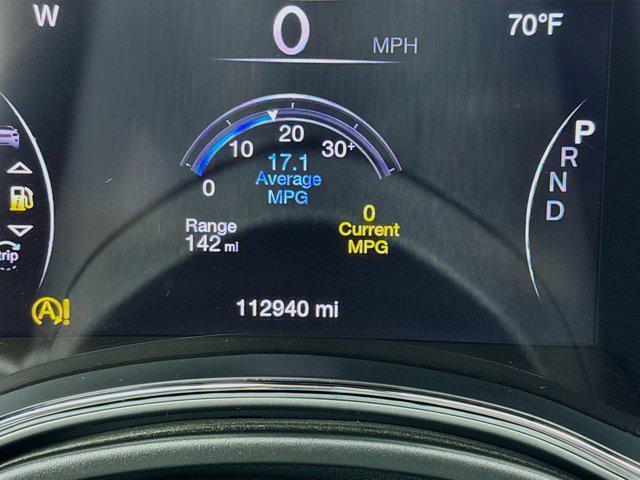 W
0 MPH
70°F
0 10 20 30+
17.1
Average
MPG
Range
142 mi
0
Current
MPG
P
R
N
D
trip
A!
112940 mi